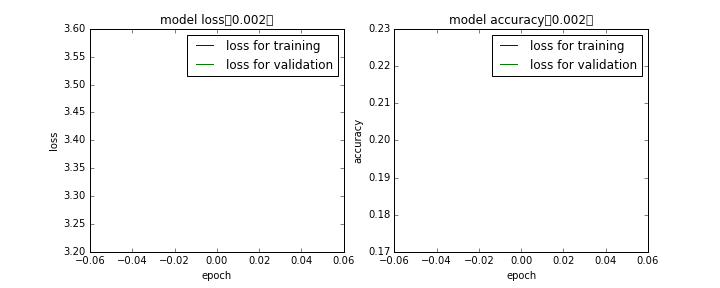 model loss▯0.002▯
model accuracy▯0.002▯
3.60
3.55
3.50
3.45
3.40
3.35
3.30
3.25
3.20
loss
loss for training
loss for validation
−0.06 −0.04 −0.02 0.00 0.02 0.04 0.06
epoch
0.23
0.22
0.21
0.20
0.19
0.18
0.17
accuracy
loss for training
loss for validation
−0.06 −0.04 −0.02 0.00 0.02 0.04 0.06
epoch